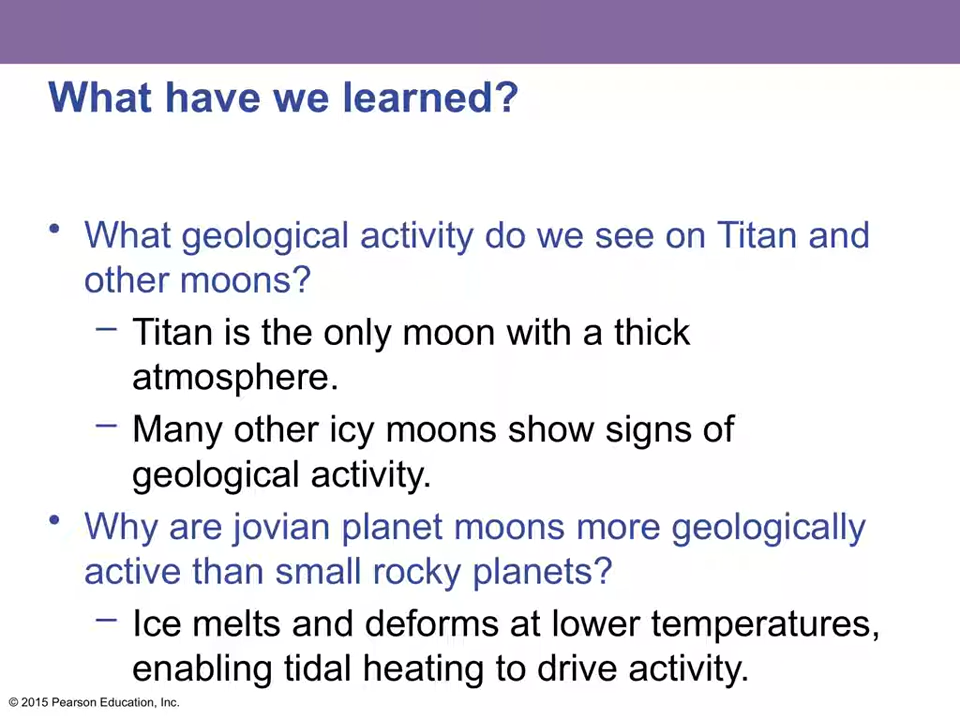 What have we learned?
• What geological activity do we see on Titan and
other moons?
– Titan is the only moon with a thick
atmosphere.
– Many other icy moons show signs of
geological activity.
• Why are jovian planet moons more geologically
active than small rocky planets?
– Ice melts and deforms at lower temperatures,
enabling tidal heating to drive activity.
© 2015 Pearson Education, Inc.